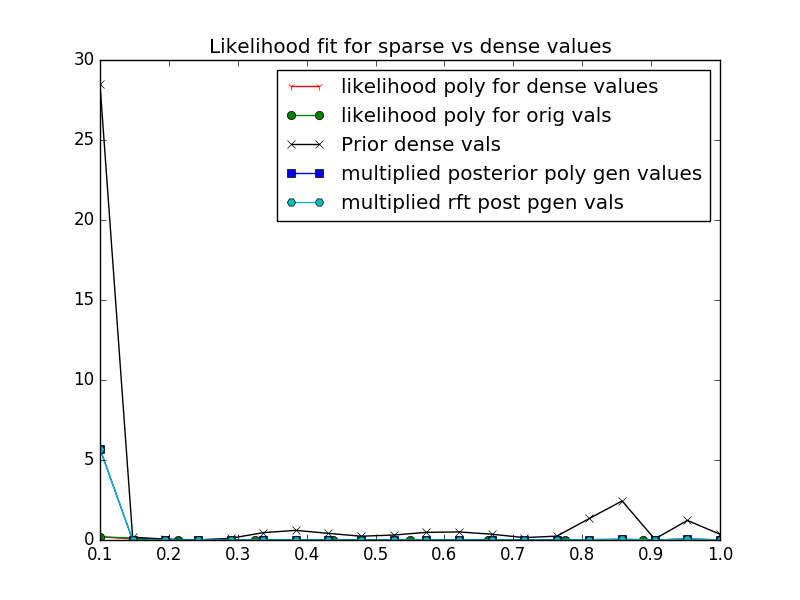 Likelihood fit for sparse vs dense values
30
25
20
15
10
5
0
likelihood poly for dense values
likelihood poly for orig vals
Prior dense vals
multiplied posterior poly gen values
multiplied rft post pgen vals
0.1 0.2 0.3 0.4 0.5 0.6 0.7 0.8 0.9 1.0